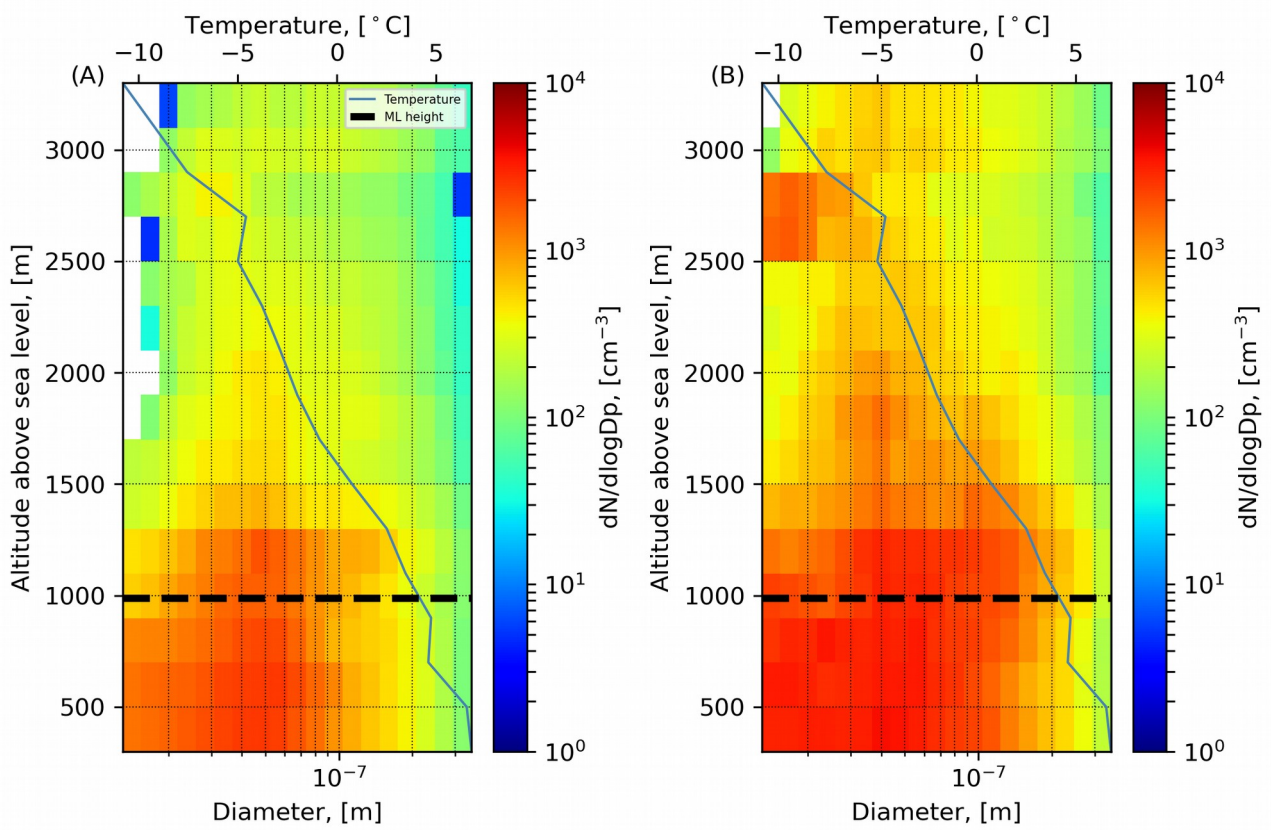 Temperature, [°C]
−10 −5 0 5
(A)
Temperature
ML height
3000
2500
2000
1500
1000
500
Altitude above sea level, [m]
10⁻⁷
Diameter, [m]
10⁴
10³
10²
10¹
10⁰
dN/dlogDp, [cm⁻³]
Temperature, [°C]
−10 −5 0 5
(B)
3000
2500
2000
1500
1000
500
Altitude above sea level, [m]
10⁻⁷
Diameter, [m]
10⁴
10³
10²
10¹
10⁰
dN/dlogDp, [cm⁻³]